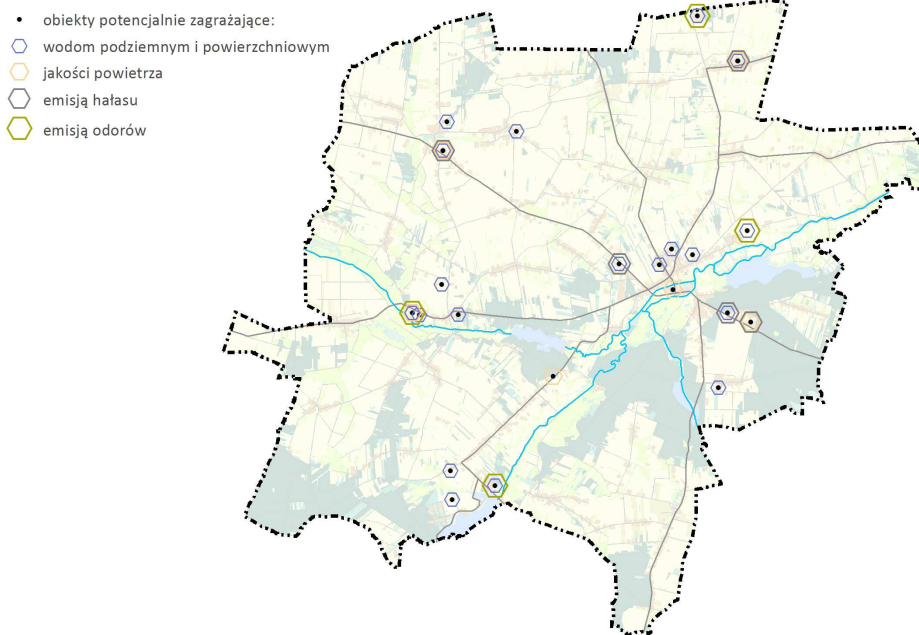 obiekty potencjalnie zagrażające:
wodom podziemnym i powierzchniowym
jakości powietrza
emisją hałasu
emisją odorów